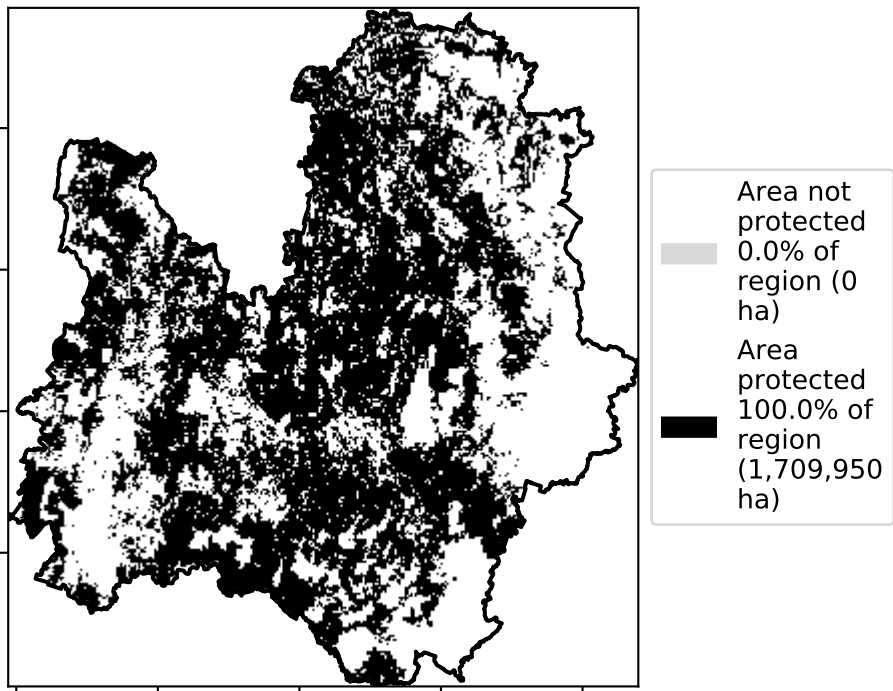 Area not
protected
0.0% of
region (0
ha)
Area
protected
100.0% of
region
(1,709,950
ha)